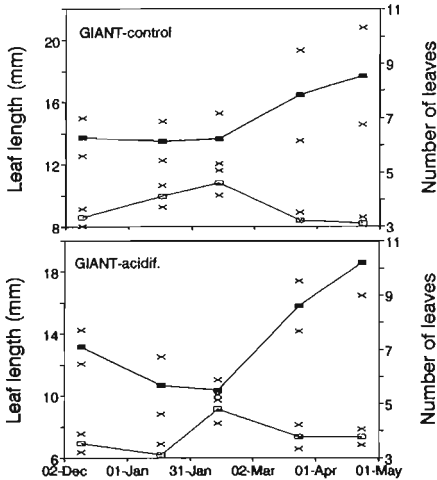 GIANT-control
Leaf length (mm)
20
16
12
8
Number of leaves
11
9
7
5
3
GIANT-acidif.
Leaf length (mm)
18
14
10
6
Number of leaves
11
9
7
5
3
02-Dec 01-Jan 31-Jan 02-Mar 01-Apr 01-May